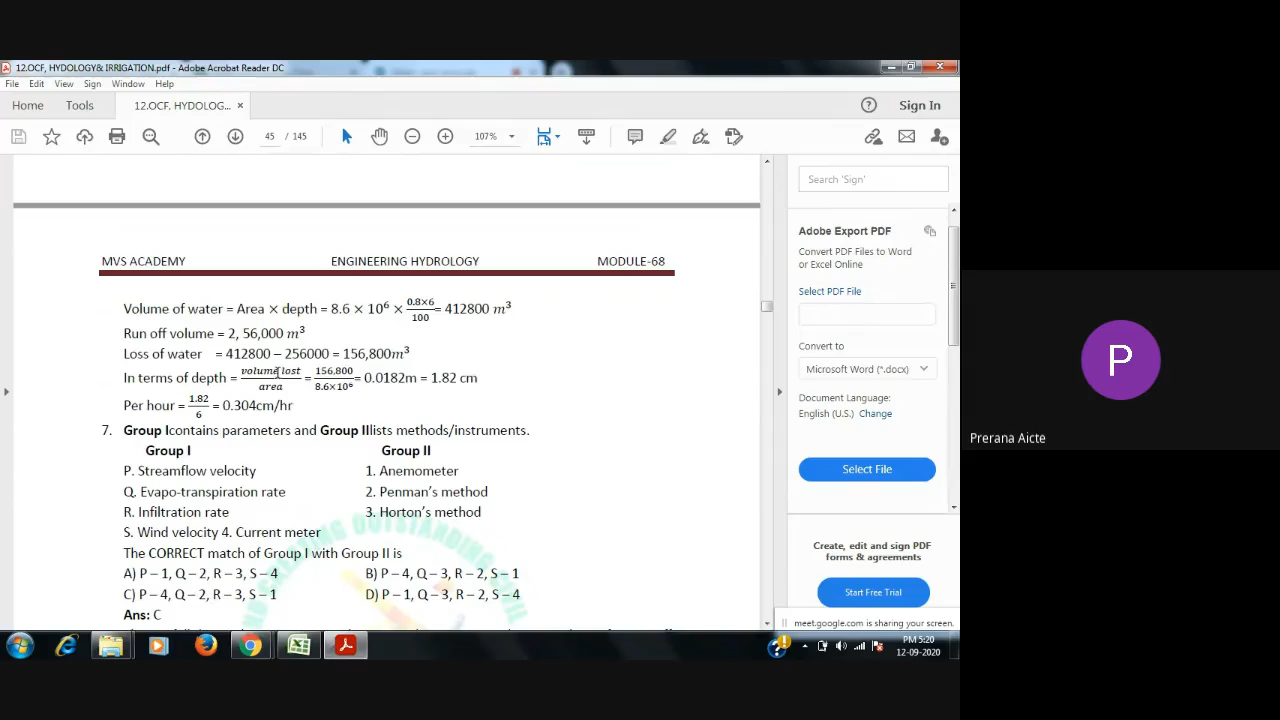 12.OCF, HYDOLOGY& IRRIGATION.pdf - Adobe Acrobat Reader DC
File Edit View Sign Window Help
Home Tools 12.OCF, HYDOLOG... × Sign In
45 / 145 107%
Search 'Sign'
Adobe Export PDF
Convert PDF Files to Word
or Excel Online
Select PDF File
Convert to
Microsoft Word (*.docx)
Document Language:
English (U.S.) Change
Select File
Create, edit and sign PDF
forms & agreements
Start Free Trial
MVS ACADEMY ENGINEERING HYDROLOGY MODULE-68
Volume of water = Area × depth = 8.6 × 10⁶ × 0.8×6/100 = 412800 m³
Run off volume = 2, 56,000 m³
Loss of water = 412800 − 256000 = 156,800m³
In terms of depth = volume lost/area = 156,800/8.6×10⁶ = 0.0182m = 1.82 cm
Per hour = 1.82/6 = 0.304cm/hr
7. Group Icontains parameters and Group IIlists methods/instruments.
Group I Group II
P. Streamflow velocity 1. Anemometer
Q. Evapo-transpiration rate 2. Penman's method
R. Infiltration rate 3. Horton's method
S. Wind velocity 4. Current meter
The CORRECT match of Group I with Group II is
A) P – 1, Q – 2, R – 3, S – 4 B) P – 4, Q – 3, R – 2, S – 1
C) P – 4, Q – 2, R – 3, S – 1 D) P – 1, Q – 3, R – 2, S – 4
Ans: C
OUTSTANDING
meet.google.com is sharing your screen.
PM 5:20
12-09-2020
P
Prerana Aicte